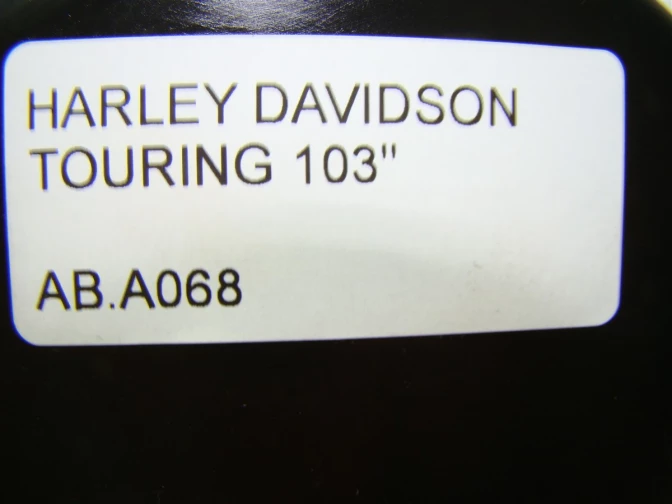 HARLEY DAVIDSON
TOURING 103"
AB.A068